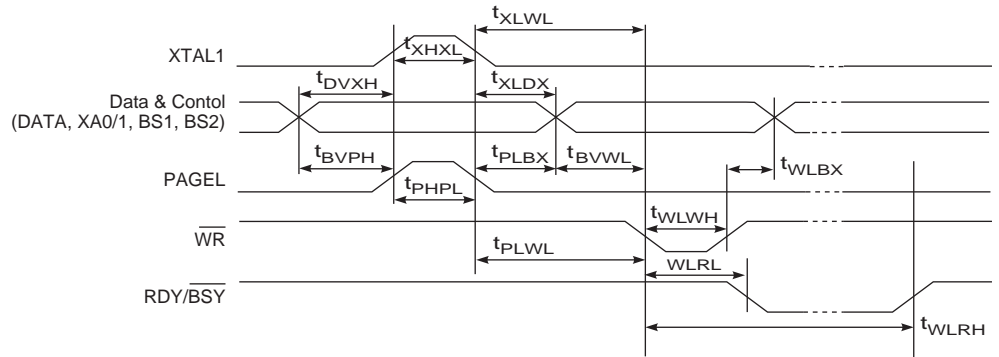 tXLWL
XTAL1
tXHXL
tDVXH
tXLDX
Data & Contol
(DATA, XA0/1, BS1, BS2)
tBVPH
tPLBX
tBVWL
tWLBX
PAGEL
tPHPL
tWLWH
WR
tPLWL
WLRL
RDY/BSY
tWLRH